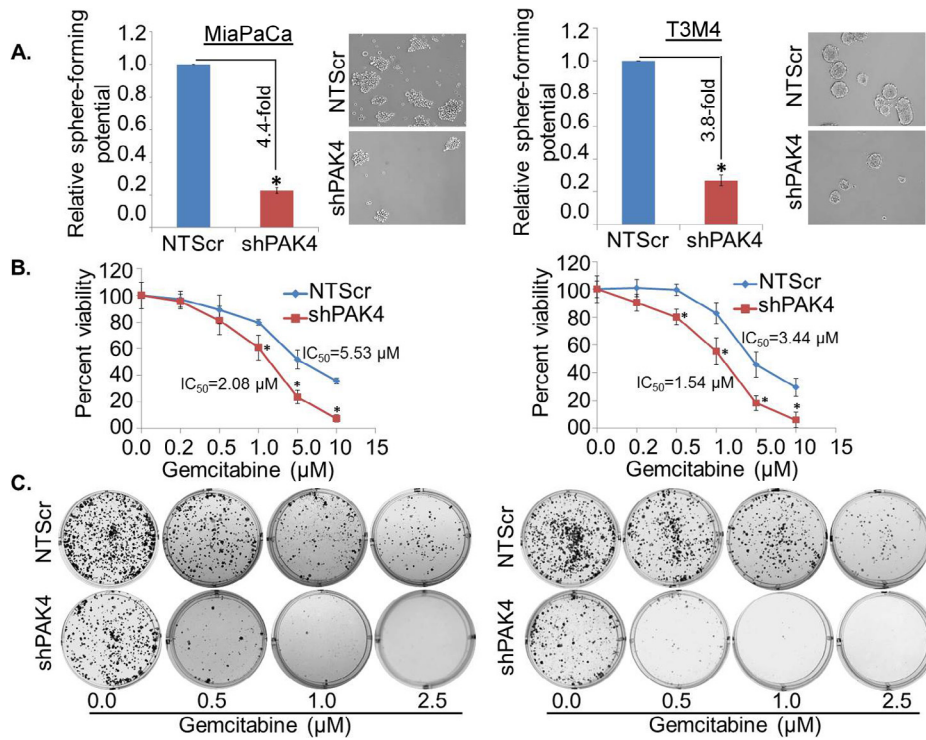 A.
MiaPaCa
Relative sphere-forming
potential
1.2
1.0
0.8
0.6
0.4
0.2
0.0
4.4-fold
*
NTScr
shPAK4
NTScr
shPAK4
T3M4
Relative sphere-forming
potential
1.2
1.0
0.8
0.6
0.4
0.2
0.0
3.8-fold
*
NTScr
shPAK4
NTScr
shPAK4
B.
Percent viability
120
100
80
60
40
20
00
NTScr
shPAK4
IC50=5.53 µM
IC50=2.08 µM
*
*
*
0.0 0.2 0.5 1.0 5.0 10 15
Gemcitabine (µM)
Percent viability
120
100
80
60
40
20
00
NTScr
shPAK4
IC50=3.44 µM
IC50=1.54 µM
*
*
*
*
0.0 0.2 0.5 1.0 5.0 10 15
Gemcitabine (µM)
C.
NTScr
shPAK4
0.0 0.5 1.0 2.5
Gemcitabine (µM)
NTScr
shPAK4
0.0 0.5 1.0 2.5
Gemcitabine (µM)